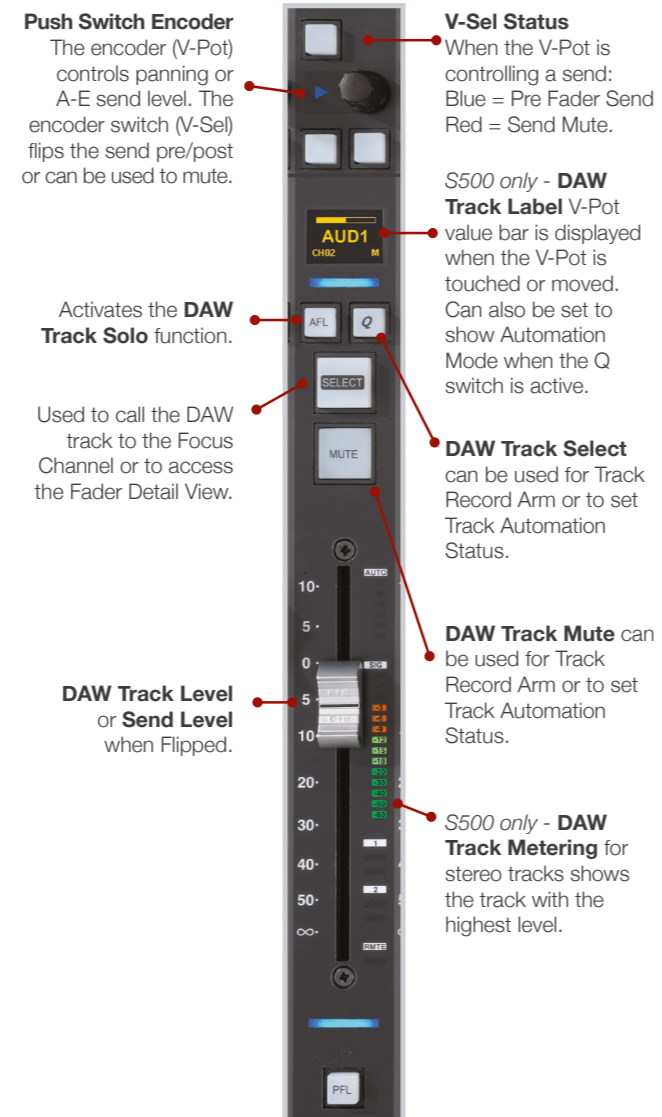 Push Switch Encoder
The encoder (V-Pot)
controls panning or
A-E send level. The
encoder switch (V-Sel)
flips the send pre/post
or can be used to mute.
V-Sel Status
When the V-Pot is
controlling a send:
Blue = Pre Fader Send
Red = Send Mute.
S500 only - DAW
Track Label V-Pot
value bar is displayed
when the V-Pot is
touched or moved.
Can also be set to
show Automation
Mode when the Q
switch is active.
AUD1
CH02 M
Activates the DAW
Track Solo function.
AFL Q
SELECT
Used to call the DAW
track to the Focus
Channel or to access
the Fader Detail View.
MUTE
DAW Track Select
can be used for Track
Record Arm or to set
Track Automation
Status.
DAW Track Mute can
be used for Track
Record Arm or to set
Track Automation
Status.
AUTO
10
5
0 SIG
5
10
20
30
40
50
∞
-12
-15
-18
-20
-30
-40
-50
-60
1
2
RMTE
DAW Track Level
or Send Level
when Flipped.
S500 only - DAW
Track Metering for
stereo tracks shows
the track with the
highest level.
PFL